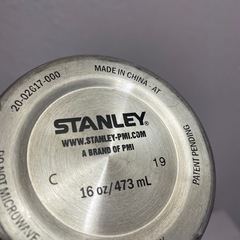 20-02617-000
MADE IN CHINA - AT
STANLEY
WWW.STANLEY-PMI.COM
A BRAND OF PMI
C
19
16 oz/473 mL
PATENT PENDING
NOT MICROWAVE